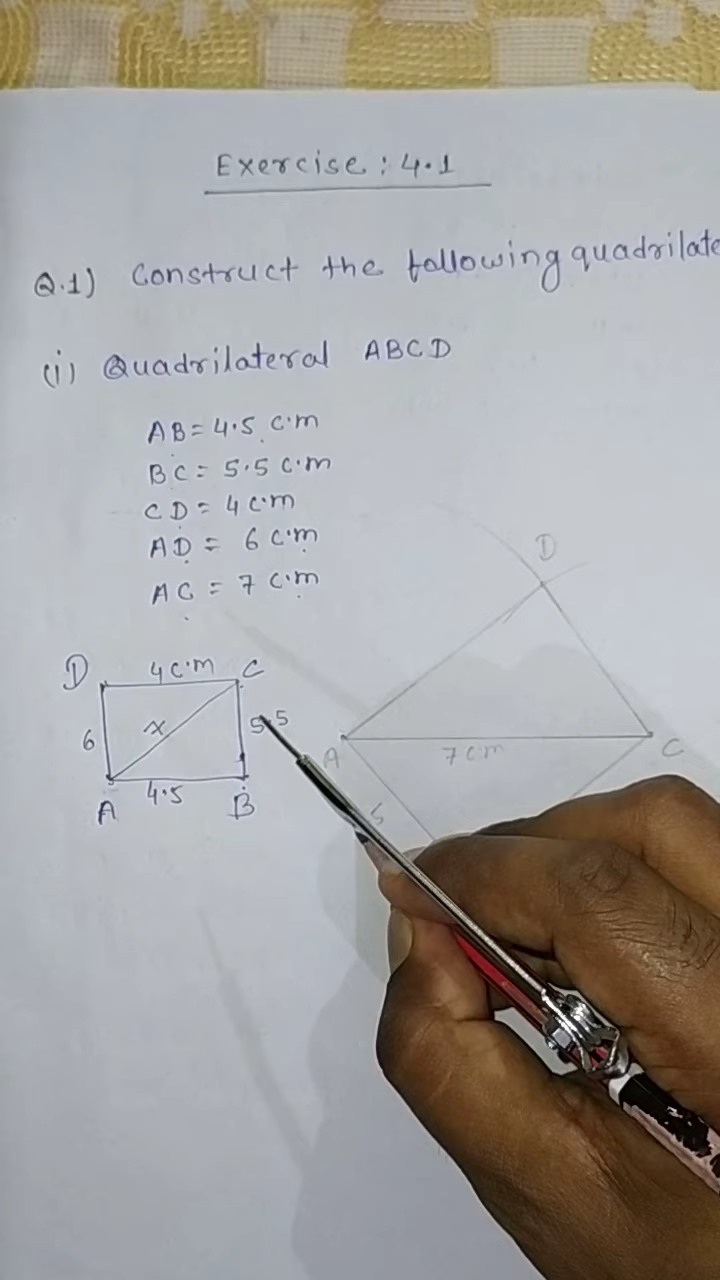 Exercise : 4.1
Q.1) Construct the following quadrilate
(i) Quadrilateral ABCD
AB = 4.5 c.m
BC = 5.5 c.m
CD = 4 c.m
AD = 6 c.m
AC = 7 c.m
D
D 4 c.m C
6 x 5.5
A 4.5 B
A 7 cm C
5